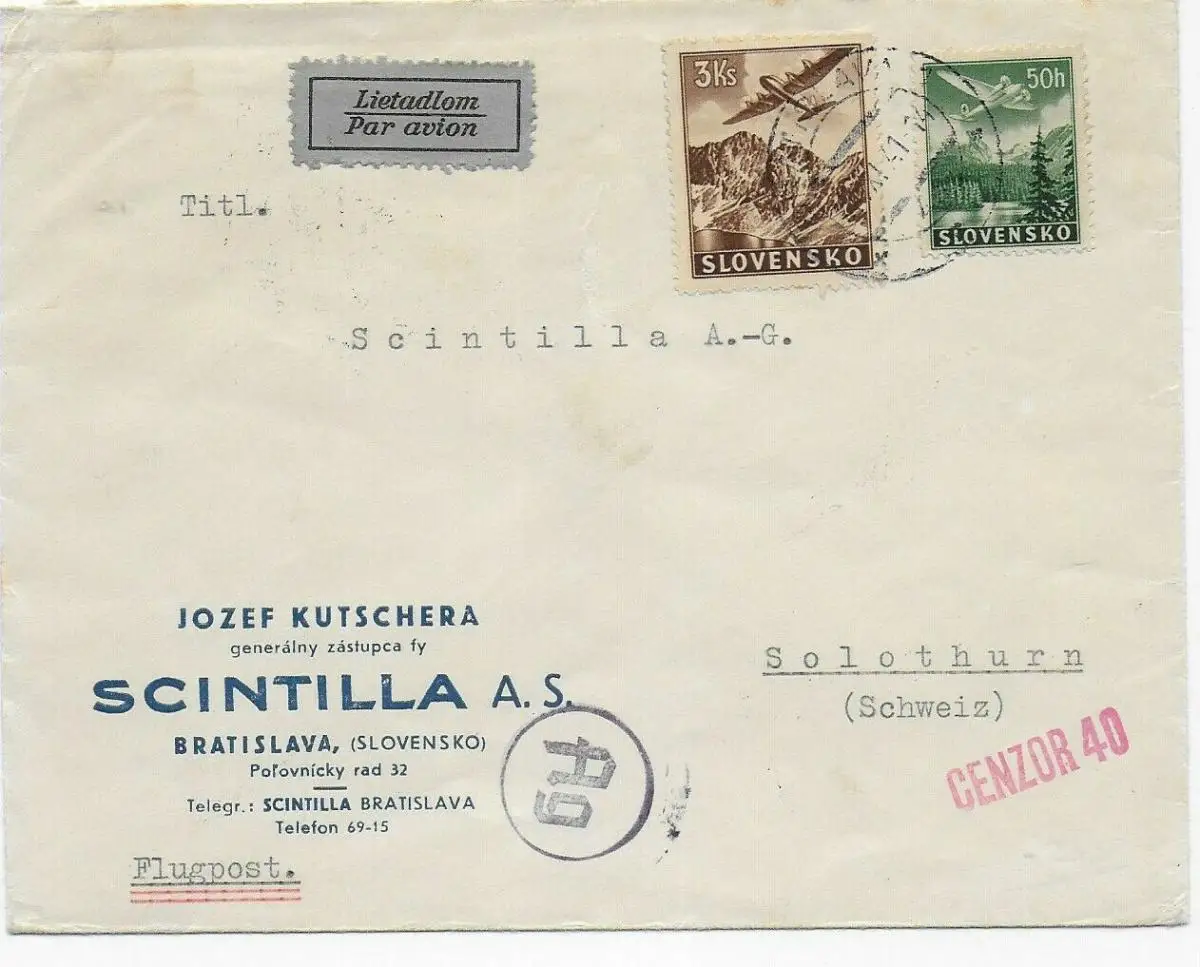 Lietadlom
Par avion
3Ks
SLOVENSKO
50h
SLOVENSKO
Titl.
Scintilla A.-G.
JOZEF KUTSCHERA
generálny zástupca fy
SCINTILLA A. S.
BRATISLAVA, (SLOVENSKO)
Poľovnícky rad 32
Telegr.: SCINTILLA BRATISLAVA
Telefon 69-15
Flugpost.
Solothurn
(Schweiz)
CENZOR 40
Ag